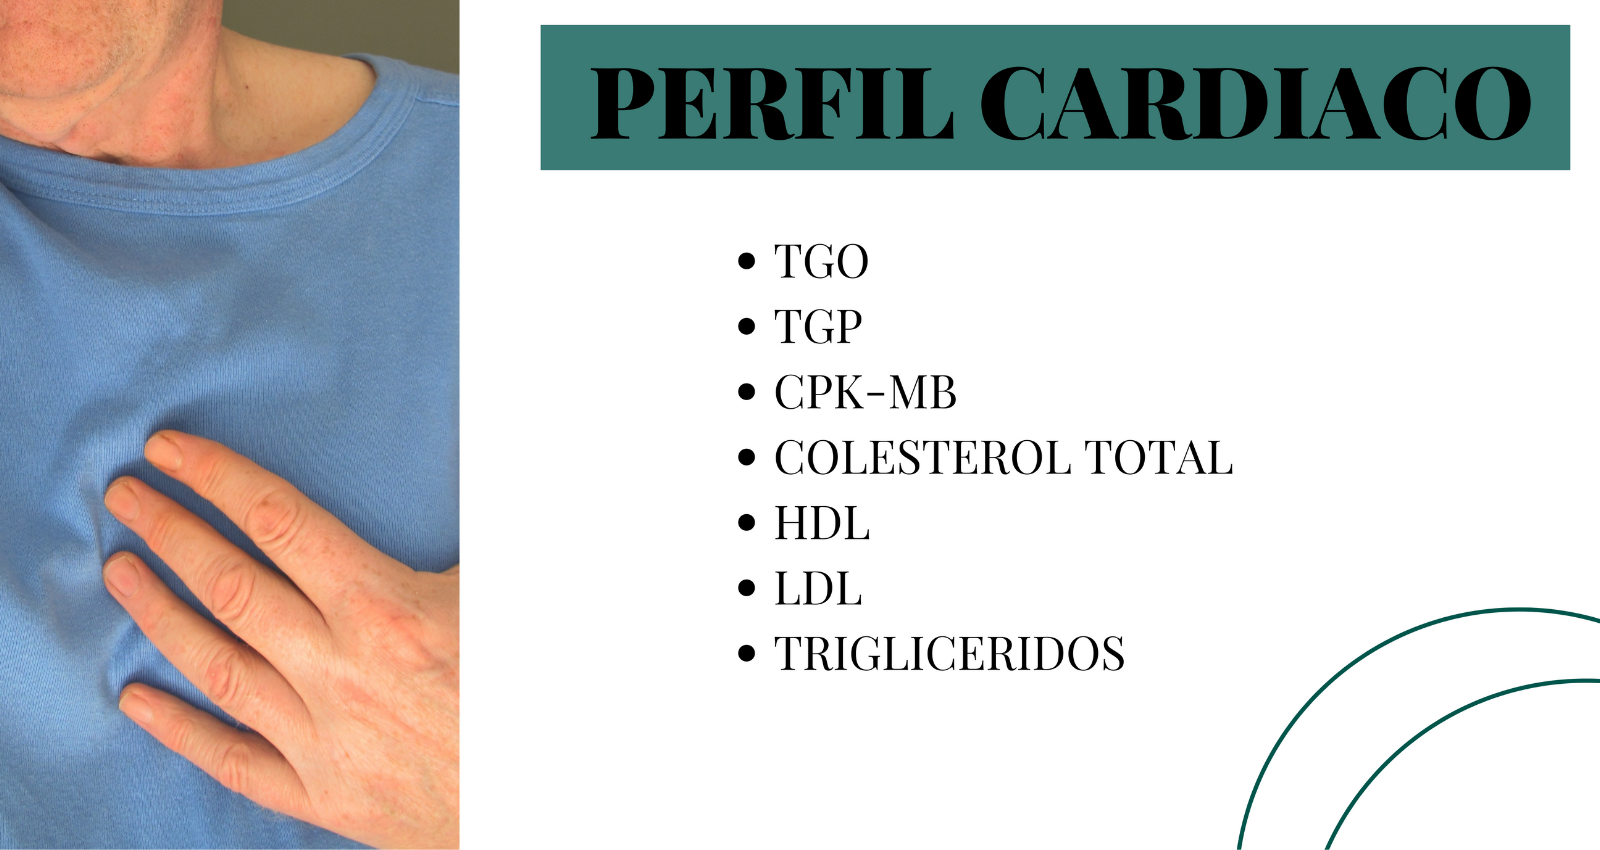 PERFIL CARDIACO
• TGO
• TGP
• CPK-MB
• COLESTEROL TOTAL
• HDL
• LDL
• TRIGLICERIDOS